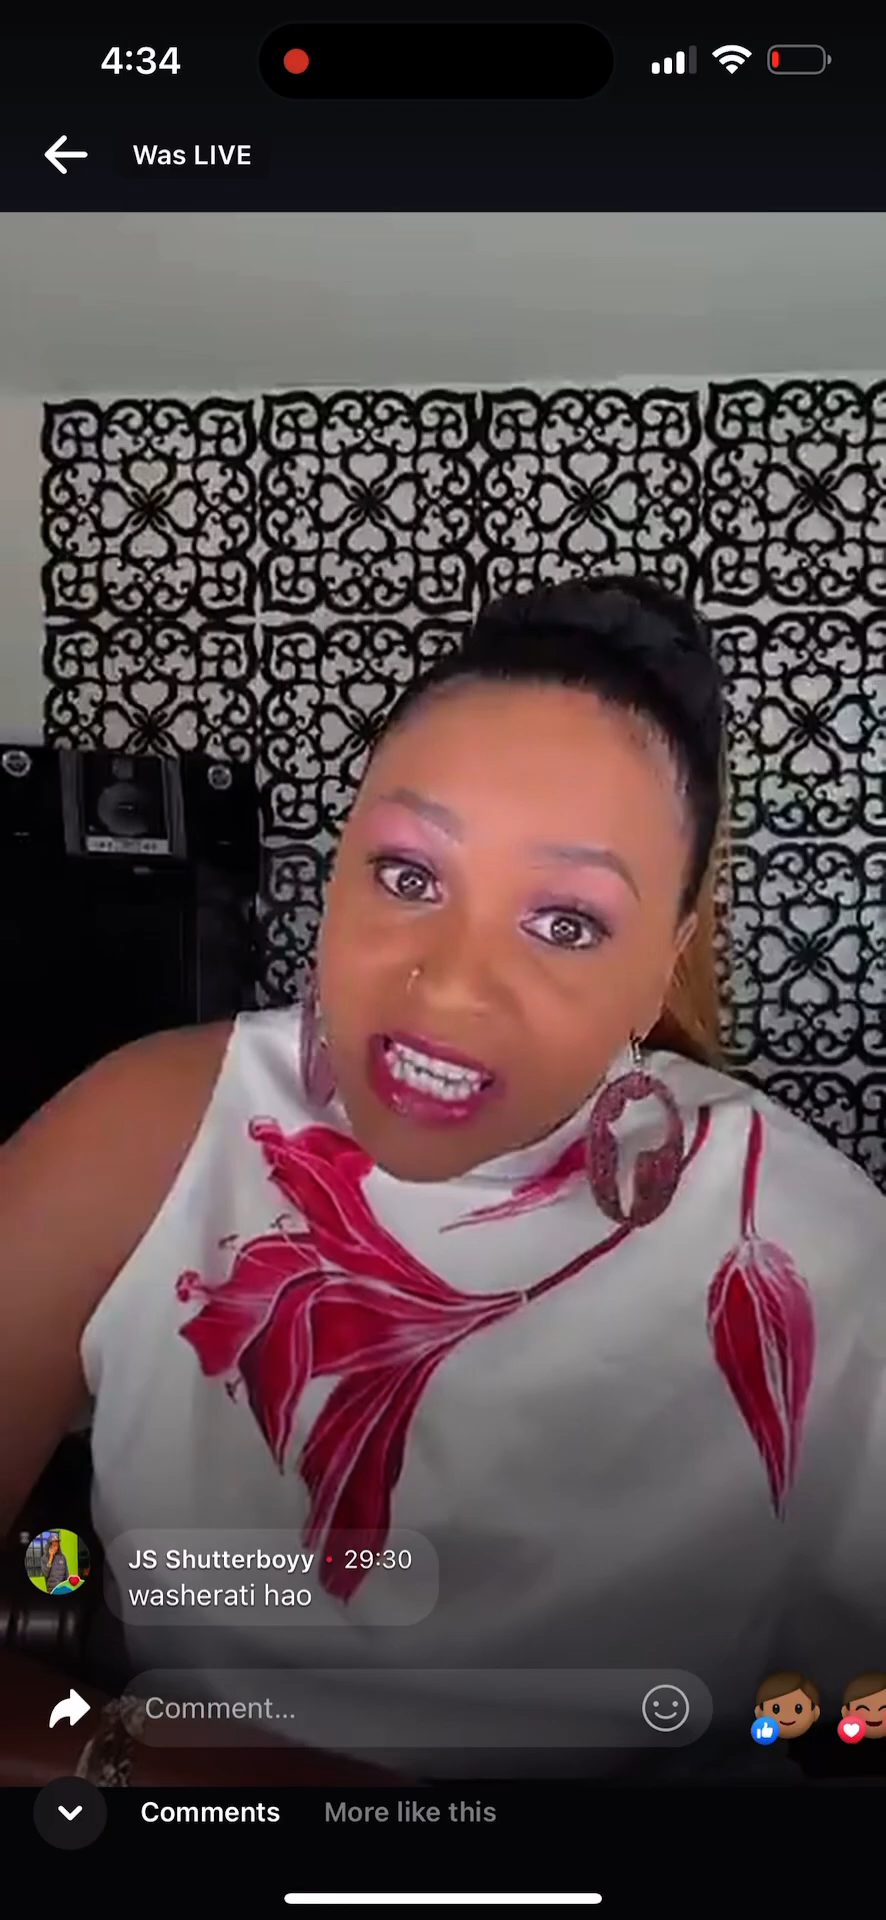 4:34
Was LIVE
JS Shutterboyy • 29:30
washerati hao
Comment...
Comments
More like this